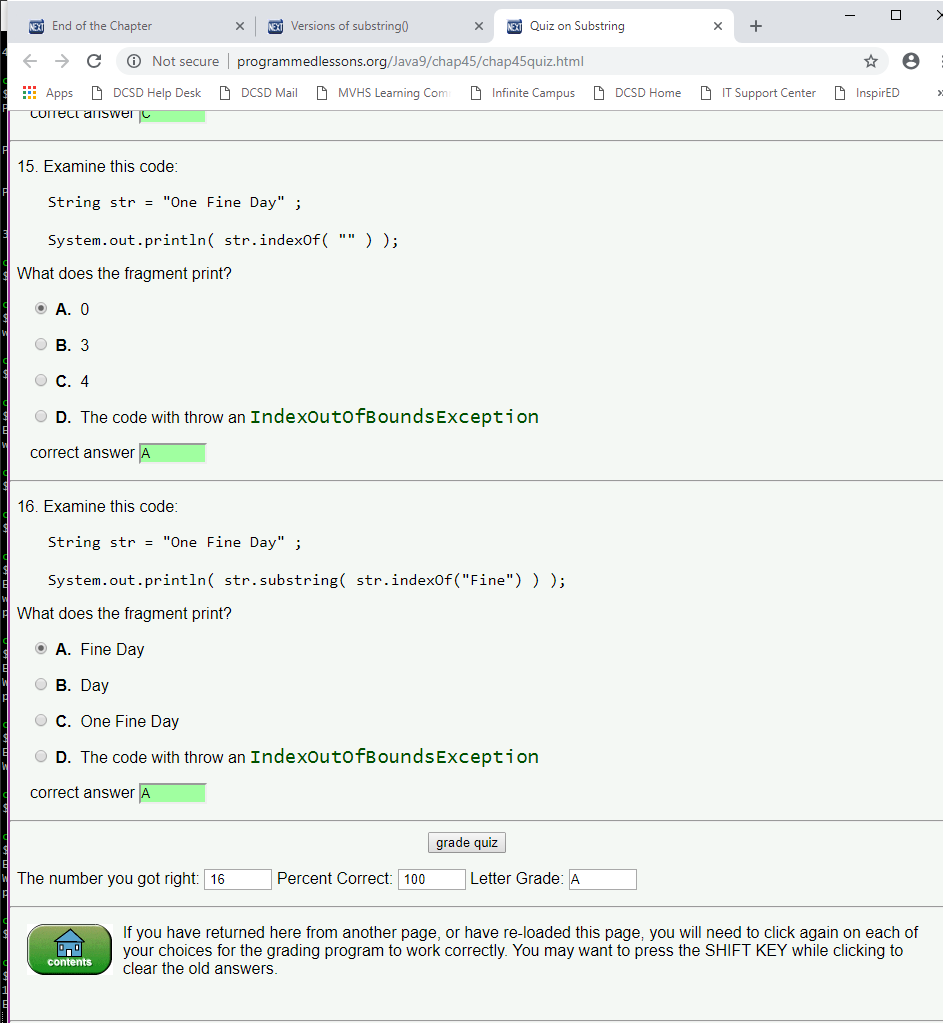 End of the Chapter
Versions of substring()
Quiz on Substring
Not secure | programmedlessons.org/Java9/chap45/chap45quiz.html
Apps DCSD Help Desk DCSD Mail MVHS Learning Com Infinite Campus DCSD Home IT Support Center InspirED
correct answer C
15. Examine this code:
String str = "One Fine Day" ;
System.out.println( str.indexOf( "" ) );
What does the fragment print?
A. 0
B. 3
C. 4
D. The code with throw an IndexOutOfBoundsException
correct answer A
16. Examine this code:
String str = "One Fine Day" ;
System.out.println( str.substring( str.indexOf("Fine") ) );
What does the fragment print?
A. Fine Day
B. Day
C. One Fine Day
D. The code with throw an IndexOutOfBoundsException
correct answer A
grade quiz
The number you got right: 16 Percent Correct: 100 Letter Grade: A
contents
If you have returned here from another page, or have re-loaded this page, you will need to click again on each of
your choices for the grading program to work correctly. You may want to press the SHIFT KEY while clicking to
clear the old answers.